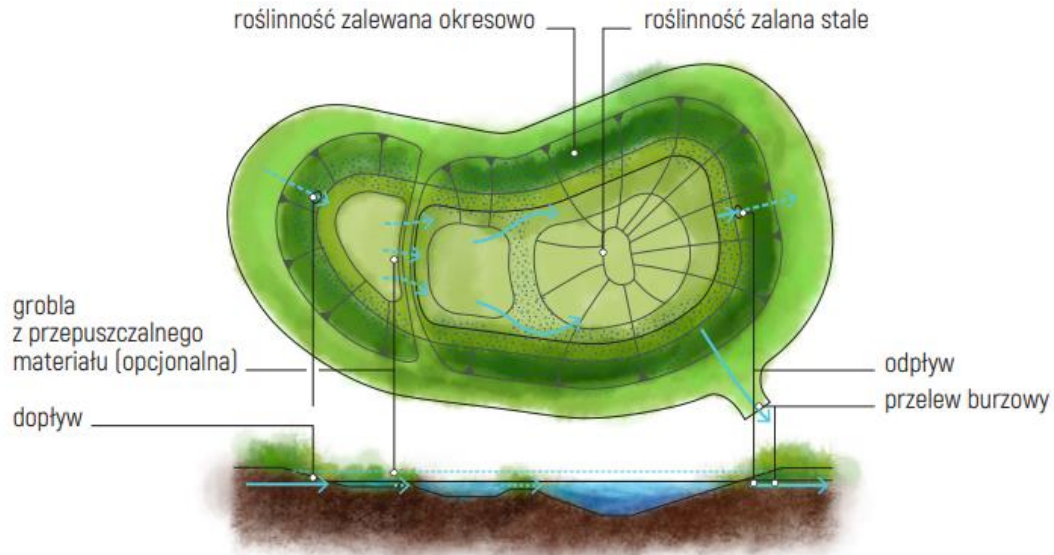 roślinność zalewana okresowo
roślinność zalana stale
grobla
z przepuszczalnego
materiału (opcjonalna)
dopływ
odpływ
przelew burzowy